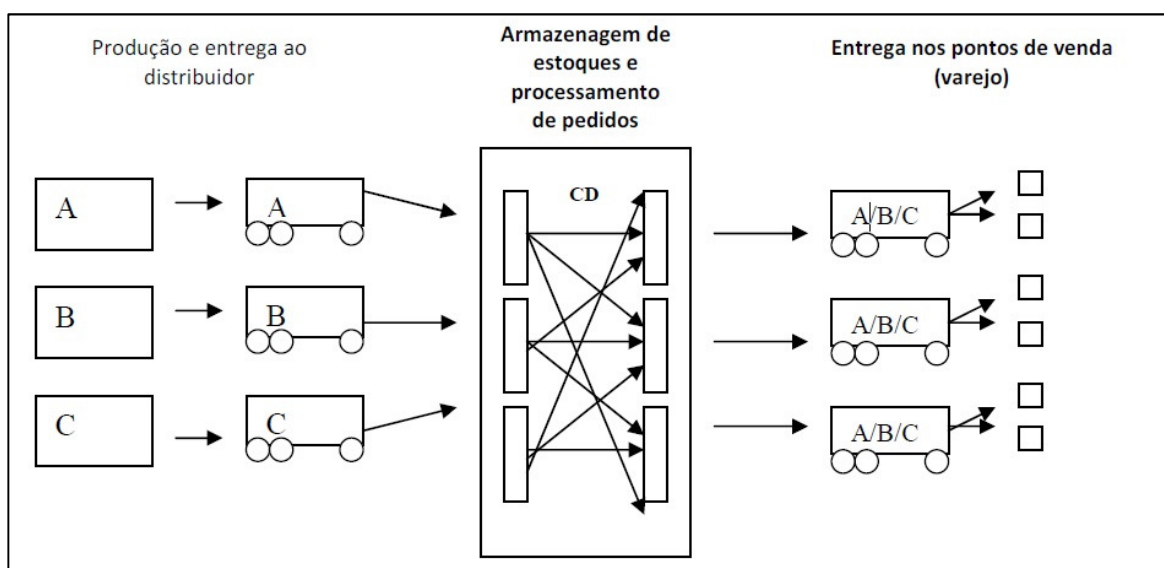 Produção e entrega ao
distribuidor
Armazenagem de
estoques e
processamento
de pedidos
Entrega nos pontos de venda
(varejo)
CD
A
A
A/B/C
B
B
A/B/C
C
C
A/B/C